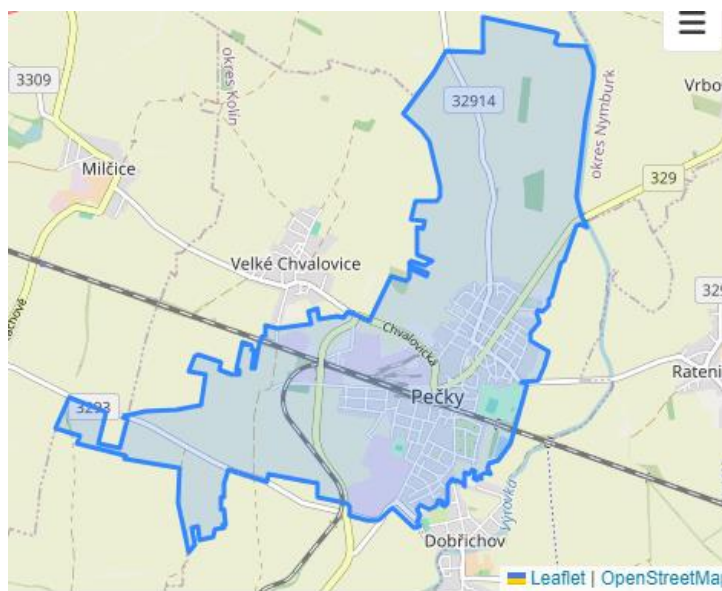 okres Kolín
3309
32914
okres Nymburk
Vrbo
Milčice
329
Velké Chvalovice
achově
Chvalovická
329
Rateni
3293
Pečky
Výrovka
Dobřichov
Leaflet | OpenStreetMa